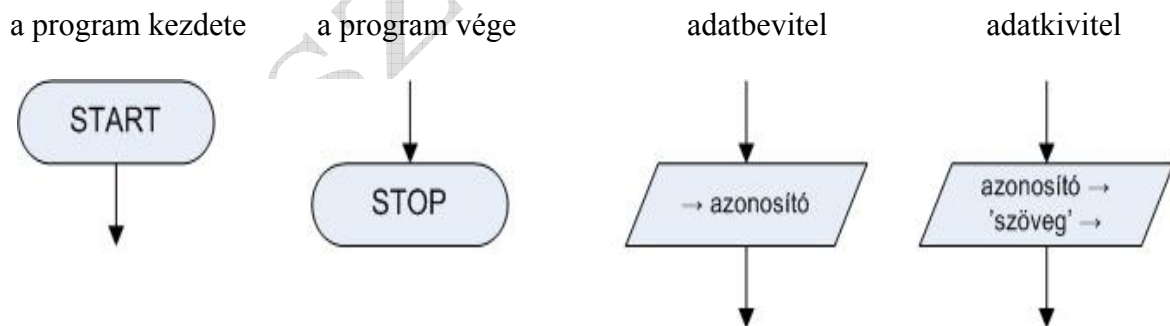 a program kezdete
a program vége
adatbevitel
adatkivitel
START
STOP
→ azonosító
azonosító →
'szöveg' →